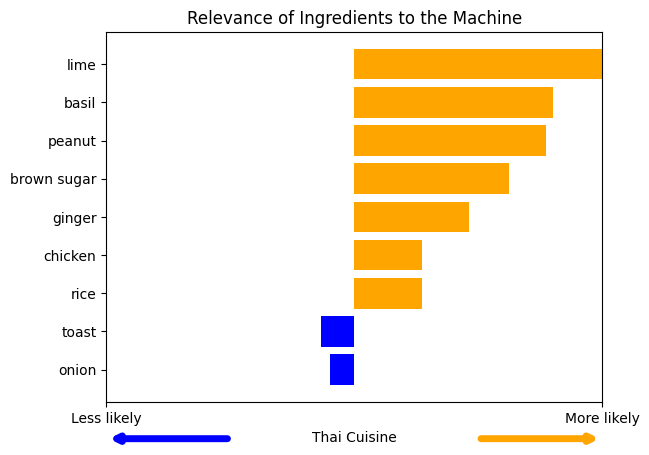 Relevance of Ingredients to the Machine
lime
basil
peanut
brown sugar
ginger
chicken
rice
toast
onion
Less likely
More likely
Thai Cuisine